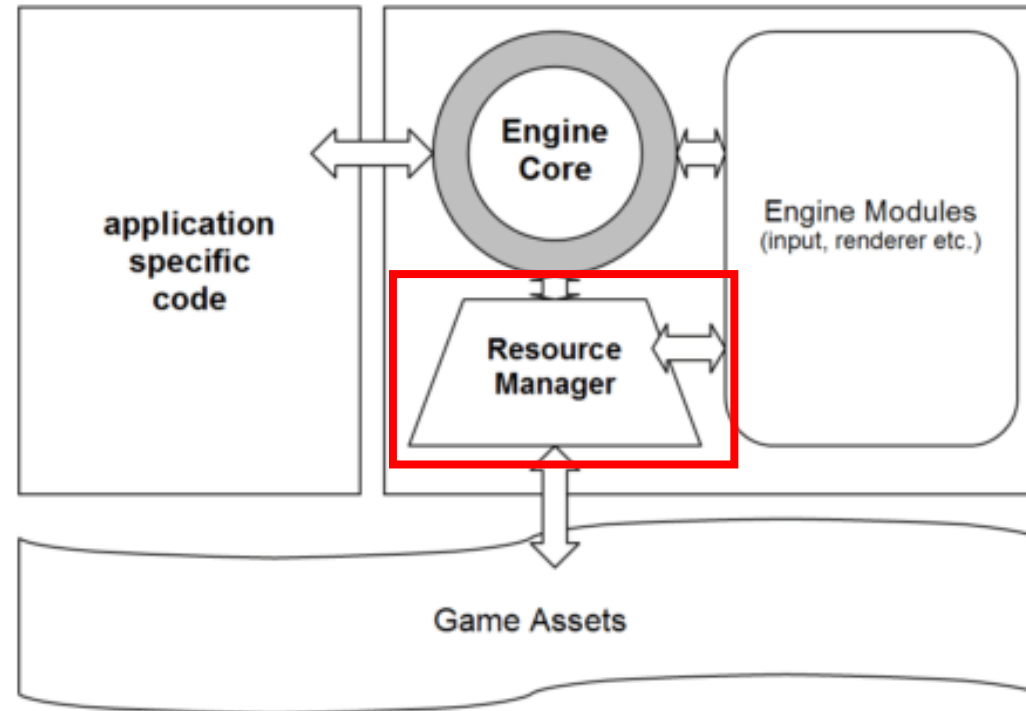 application
specific
code
Engine
Core
Engine Modules
(input, renderer etc.)
Resource
Manager
Game Assets